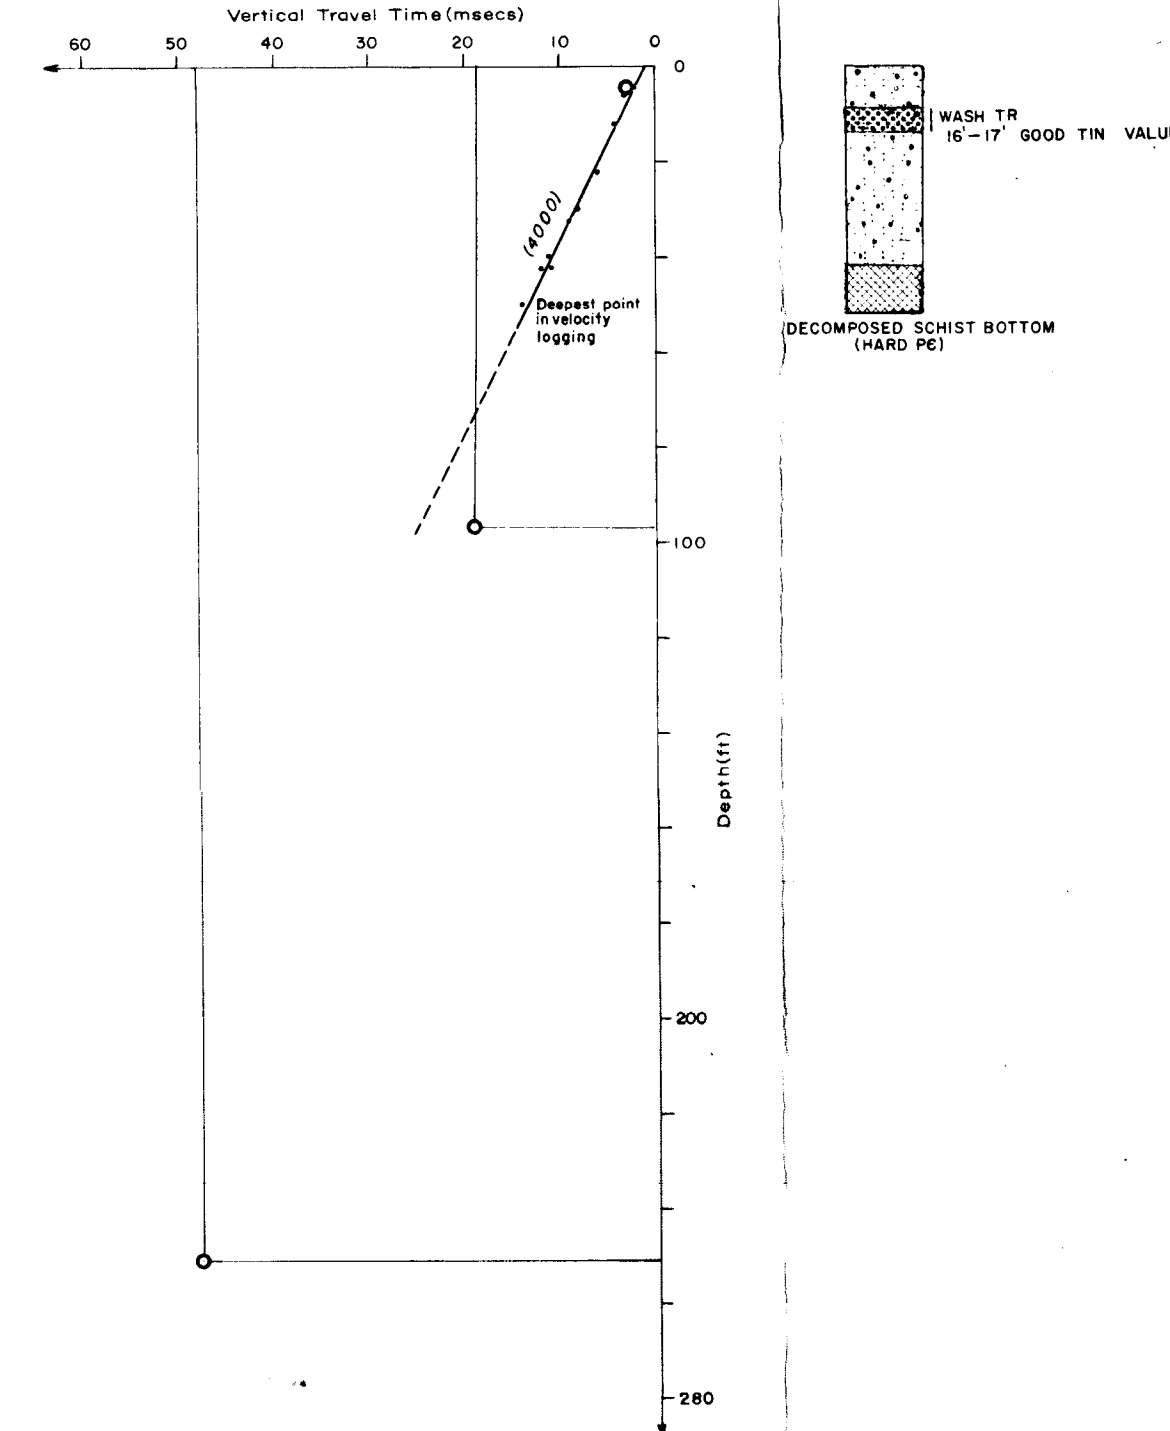 Vertical Travel Time (msecs)
60 50 40 30 20 10 0
0
WASH TR
16'-17' GOOD TIN VALU
(4000)
Deepest point
in velocity
logging
DECOMPOSED SCHIST BOTTOM
(HARD PЄ)
100
Depth (ft)
200
280